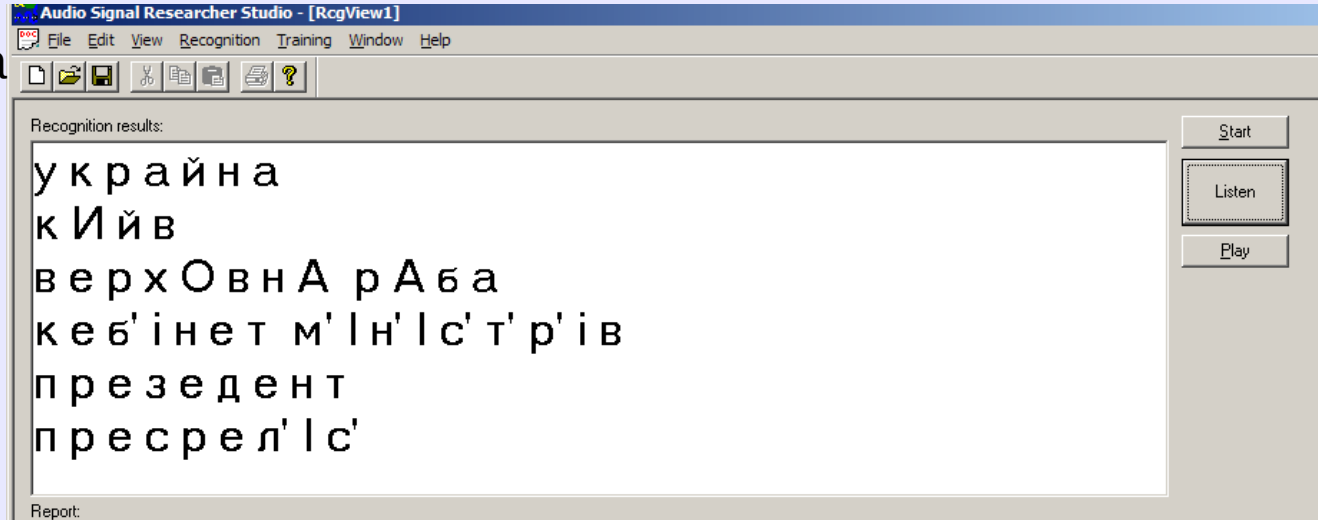 Audio Signal Researcher Studio - [RcgView1]
File Edit View Recognition Training Window Help
а
Recognition results:
Start
у к р а й н а
Listen
к И й в
Play
в е р х О в н А р А б а
к е б' і н е т м' І н' І с' т' р' і в
п р е з е д е н т
п р е с р е л' І с'
Report: